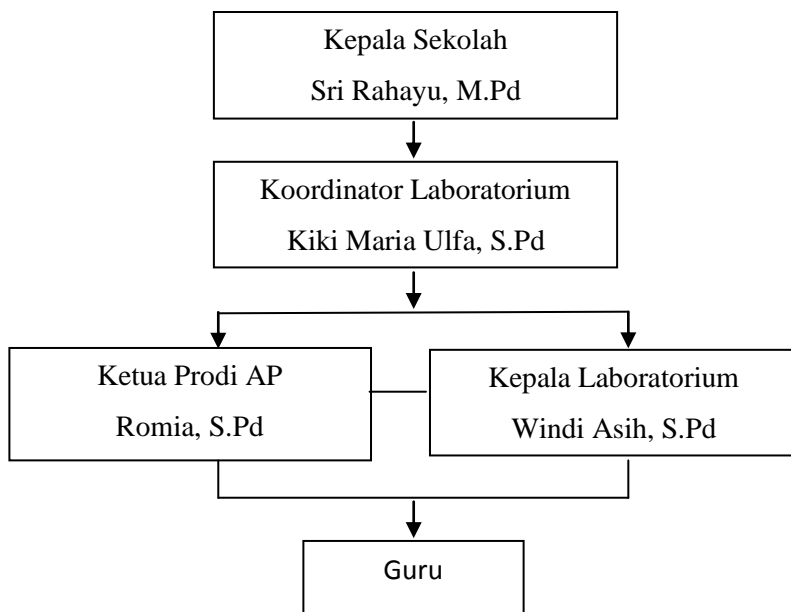 Kepala Sekolah
Sri Rahayu, M.Pd
Koordinator Laboratorium
Kiki Maria Ulfa, S.Pd
Ketua Prodi AP
Romia, S.Pd
Kepala Laboratorium
Windi Asih, S.Pd
Guru